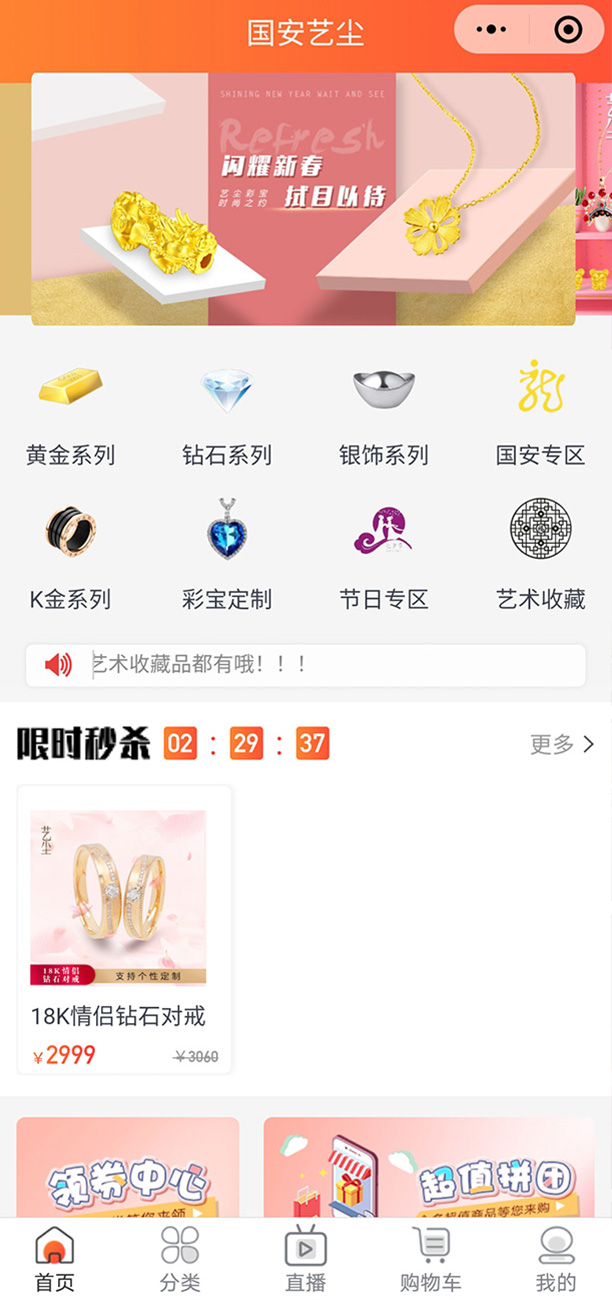 国安艺尘
SHINING NEW YEAR WAIT AND SEE
Refresh
闪耀新春
艺尘彩宝
时尚之约
拭目以待
黄金系列
钻石系列
银饰系列
国安专区
K金系列
彩宝定制
节日专区
艺术收藏
艺术收藏品都有哦！！！
限时秒杀 02 : 29 : 37
更多
艺尘
18K情侣
钻石对戒
支持个性定制
18K情侣钻石对戒
¥2999
¥3060
领券中心
超值拼团
首页
分类
直播
购物车
我的